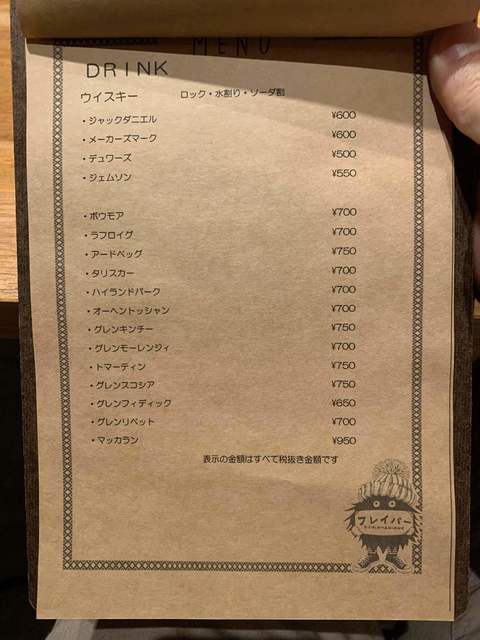 MENU
DRINK
ウイスキー ロック・水割り・ソーダ割
・ジャックダニエル ¥600
・メーカーズマーク ¥600
・デュワーズ ¥500
・ジェムソン ¥550
・ボウモア ¥700
・ラフロイグ ¥700
・アードベッグ ¥750
・タリスカー ¥700
・ハイランドパーク ¥700
・オーヘントッシャン ¥700
・グレンキンチー ¥750
・グレンモーレンジィ ¥700
・トマーティン ¥750
・グレンスコシア ¥750
・グレンフィディック ¥650
・グレンリベット ¥700
・マッカラン ¥950
表示の金額はすべて税抜き金額です
フレイバー